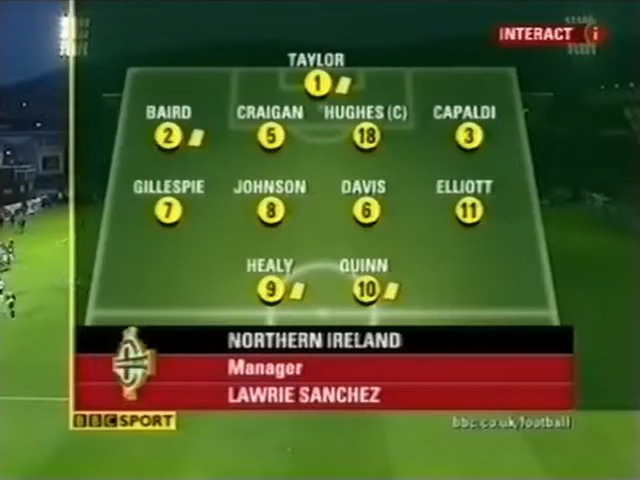 INTERACT i
TAYLOR
1
BAIRD CRAIGAN HUGHES (C) CAPALDI
2 5 18 3
GILLESPIE JOHNSON DAVIS ELLIOTT
7 8 6 11
HEALY QUINN
9 10
NORTHERN IRELAND
Manager
LAWRIE SANCHEZ
BBC SPORT bbc.co.uk/football